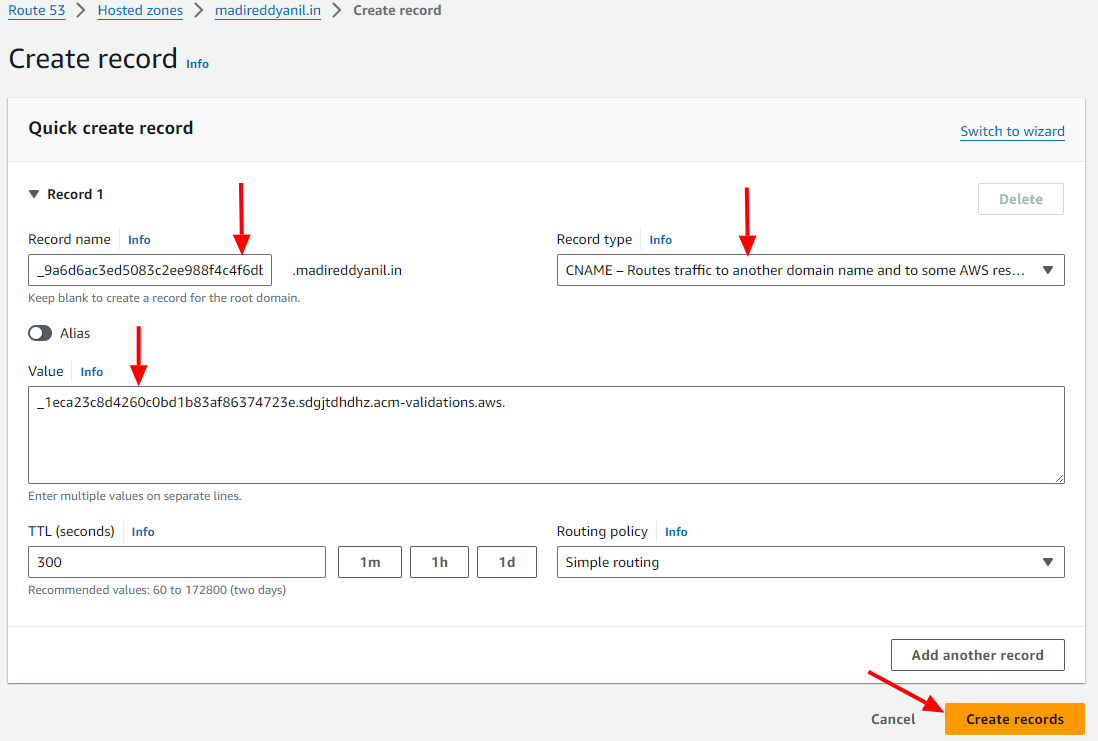 Route 53 > Hosted zones > madireddyanil.in > Create record
Create record Info
Quick create record
Switch to wizard
Record 1
Delete
Record name Info
Record type Info
_9a6d6ac3ed5083c2ee988f4c4f6db .madireddyanil.in
CNAME – Routes traffic to another domain name and to some AWS res...
Keep blank to create a record for the root domain.
Alias
Value Info
_1eca23c8d4260c0bd1b83af86374723e.sdgjtdhdhz.acm-validations.aws.
Enter multiple values on separate lines.
TTL (seconds) Info
Routing policy Info
300
1m
1h
1d
Simple routing
Recommended values: 60 to 172800 (two days)
Add another record
Cancel
Create records